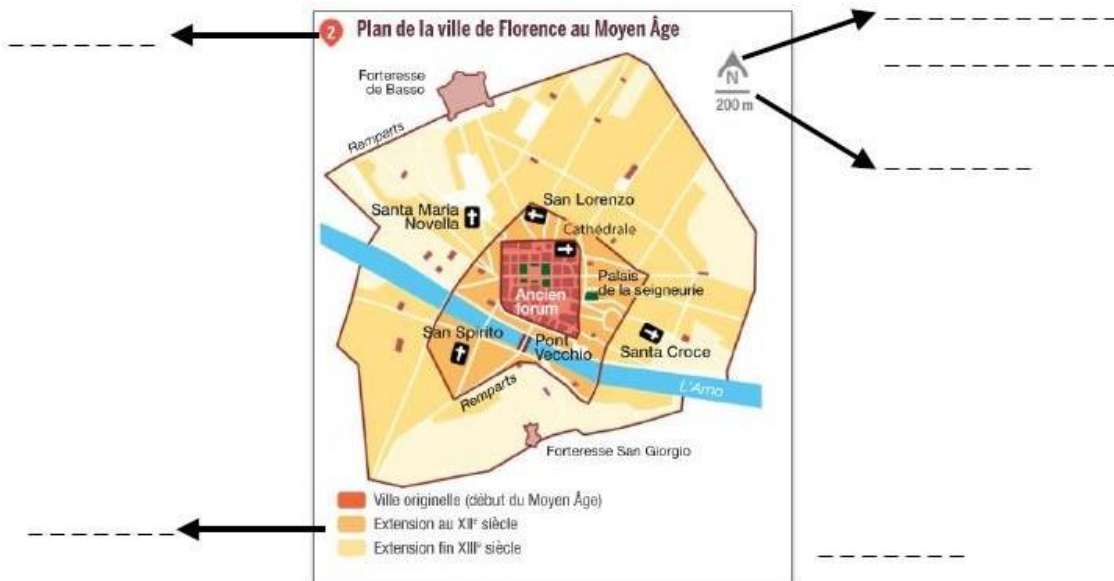 2 Plan de la ville de Florence au Moyen Âge
Forteresse
de Basso
N
200 m
Remparts
San Lorenzo
Santa Maria
Novella
Cathédrale
Palais
de la seigneurie
Ancien
forum
San Spirito
Pont
Vecchio
Santa Croce
Remparts
L'Arno
Forteresse San Giorgio
Ville originelle (début du Moyen Âge)
Extension au XIIe siècle
Extension fin XIIIe siècle